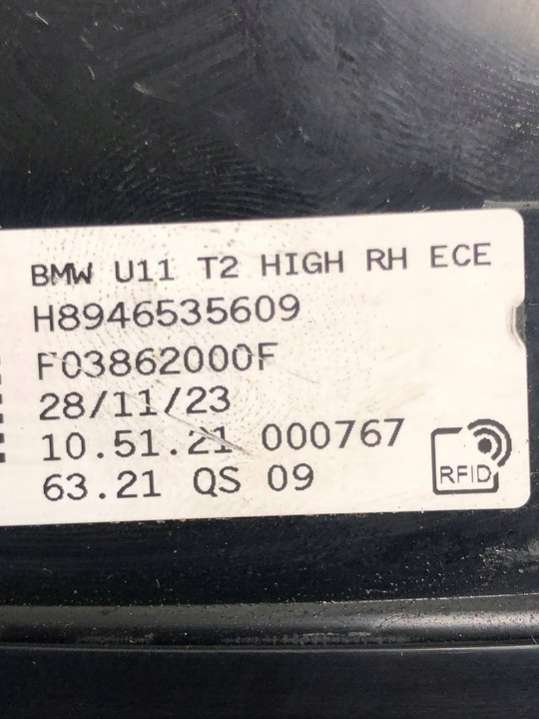 BMW U11 T2 HIGH RH ECE
H8946535609
F03862000F
28/11/23
10.51.21 000767
63.21 QS 09
RFID